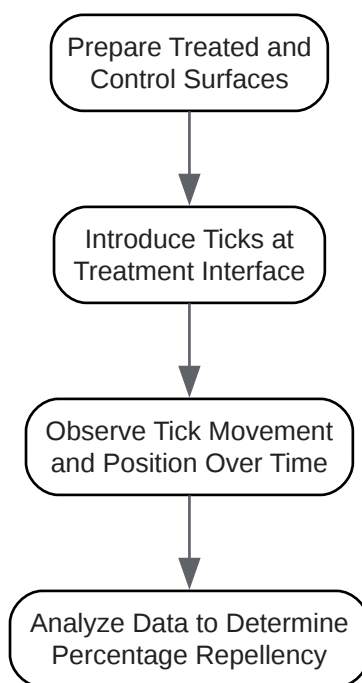 Prepare Treated and
Control Surfaces
Introduce Ticks at
Treatment Interface
Observe Tick Movement
and Position Over Time
Analyze Data to Determine
Percentage Repellency